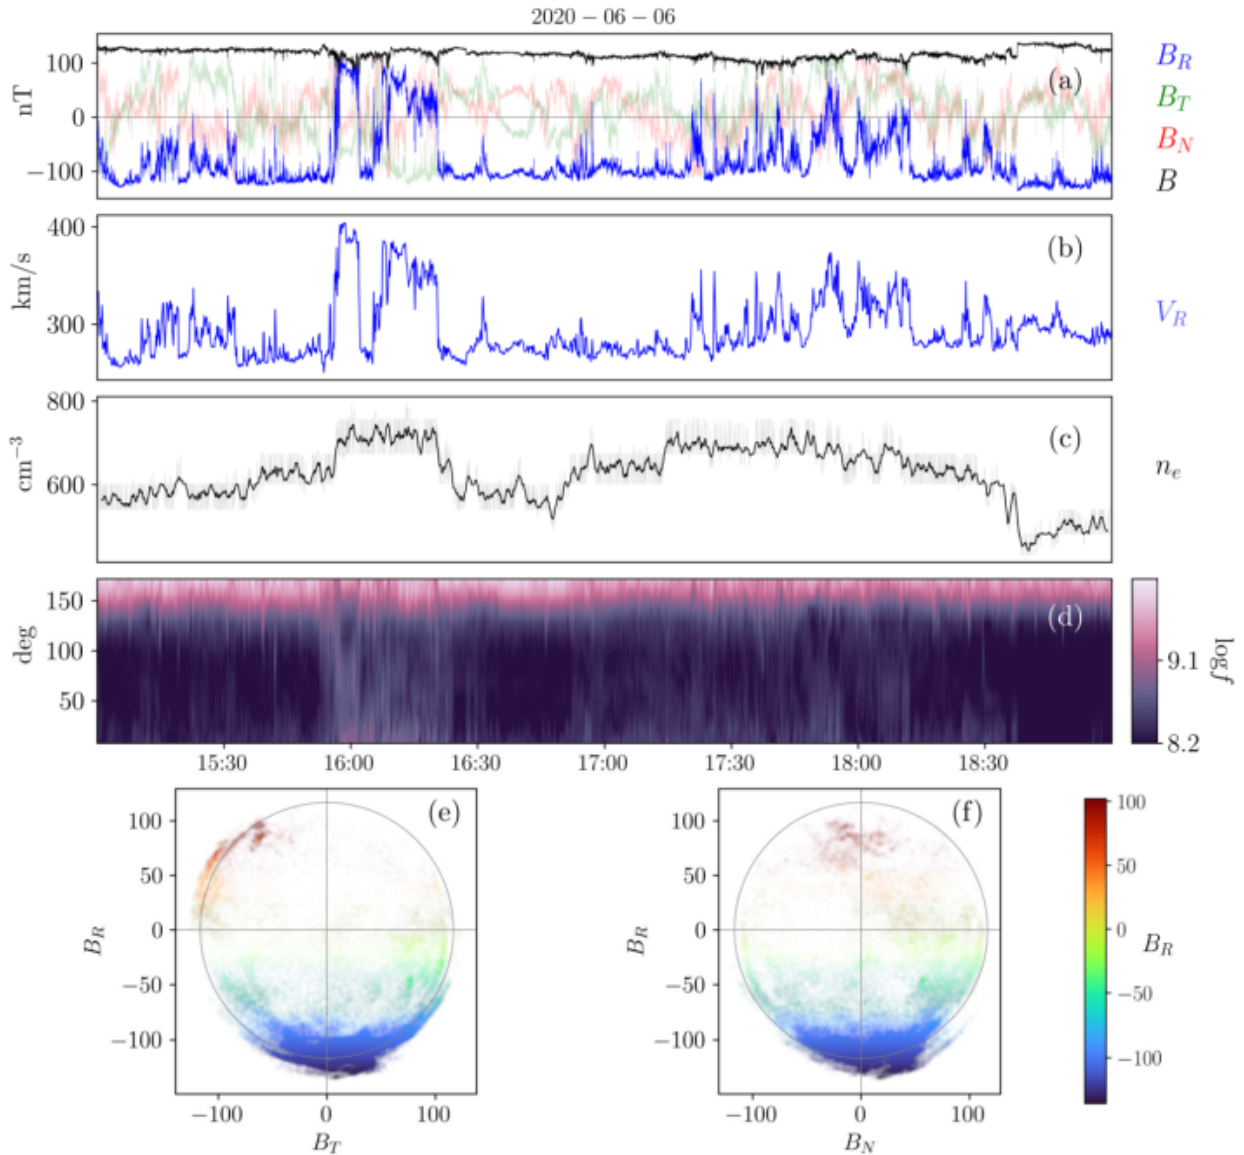 2020 − 06 − 06
100
0
−100
nT
(a)
B_R
B_T
B_N
B
400
300
km/s
(b)
V_R
800
600
cm⁻³
(c)
n_e
150
100
50
deg
(d)
9.1
8.2
log f
15:30
16:00
16:30
17:00
17:30
18:00
18:30
100
50
0
−50
−100
B_R
(e)
−100
0
100
B_T
100
50
0
−50
−100
B_R
(f)
−100
0
100
B_N
100
50
0
−50
−100
B_R